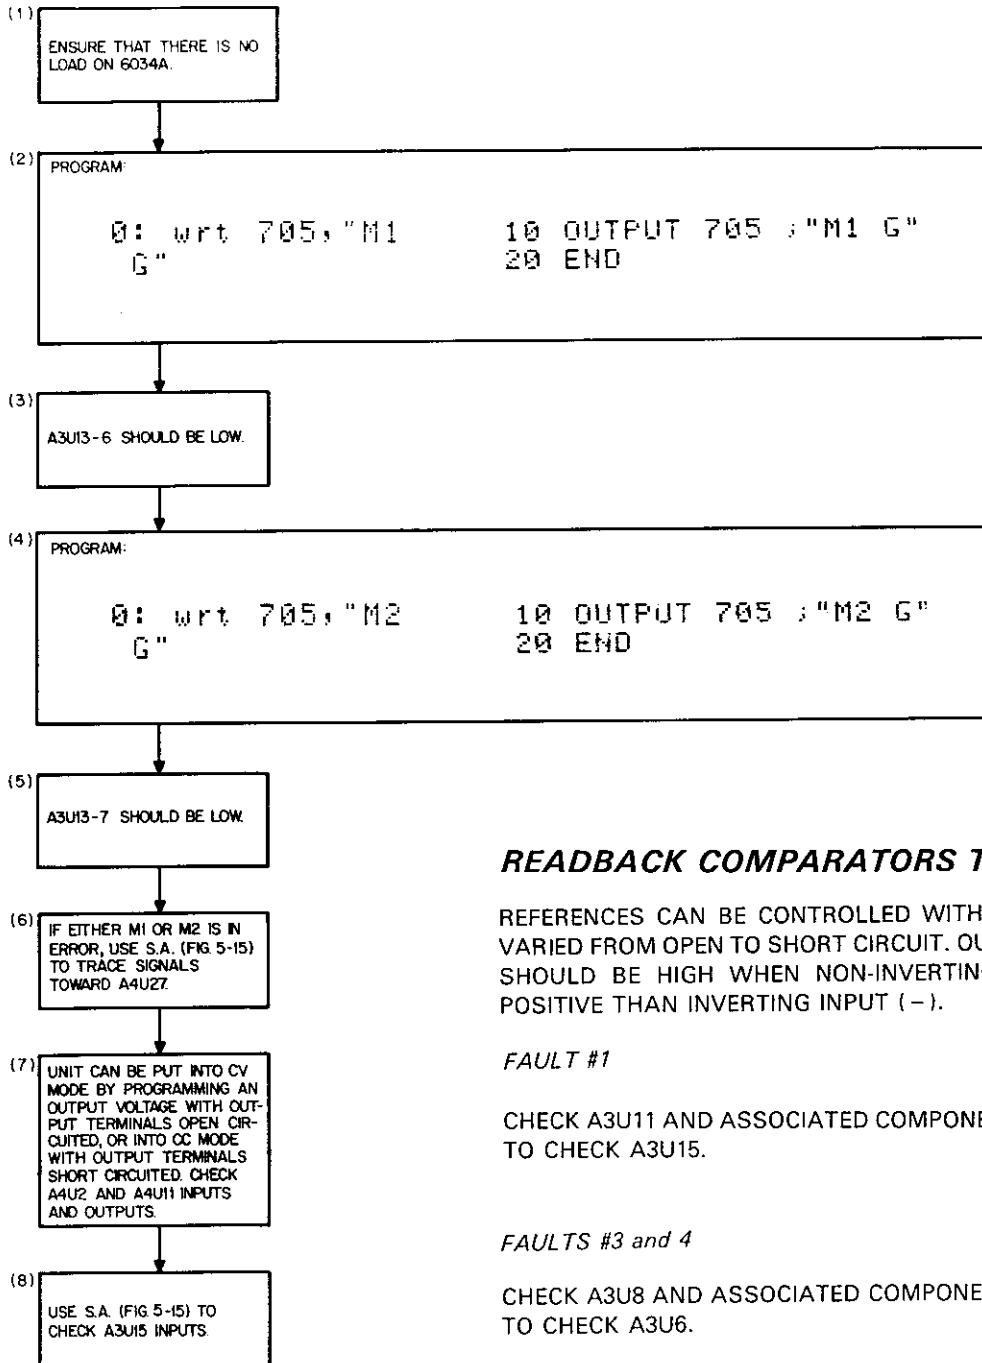 (1)
ENSURE THAT THERE IS NO
LOAD ON 6034A.
(2)
PROGRAM:
0: wrt 705,"M1
G"
10 OUTPUT 705 ;"M1 G"
20 END
(3)
A3U13-6 SHOULD BE LOW.
(4)
PROGRAM:
0: wrt 705,"M2
G"
10 OUTPUT 705 ;"M2 G"
20 END
(5)
A3U13-7 SHOULD BE LOW.
(6)
IF EITHER M1 OR M2 IS IN
ERROR, USE S.A. (FIG. 5-15)
TO TRACE SIGNALS
TOWARD A4U27.
(7)
UNIT CAN BE PUT INTO CV
MODE BY PROGRAMMING AN
OUTPUT VOLTAGE WITH OUT-
PUT TERMINALS OPEN CIR-
CUITED, OR INTO CC MODE
WITH OUTPUT TERMINALS
SHORT CIRCUITED. CHECK
A4U2 AND A4U11 INPUTS
AND OUTPUTS.
(8)
USE S.A. (FIG. 5-15) TO
CHECK A3U15 INPUTS.
READBACK COMPARATORS T
REFERENCES CAN BE CONTROLLED WITH
VARIED FROM OPEN TO SHORT CIRCUIT. OU
SHOULD BE HIGH WHEN NON-INVERTIN
POSITIVE THAN INVERTING INPUT (–).
FAULT #1
CHECK A3U11 AND ASSOCIATED COMPONE
TO CHECK A3U15.
FAULTS #3 and 4
CHECK A3U8 AND ASSOCIATED COMPONE
TO CHECK A3U6.